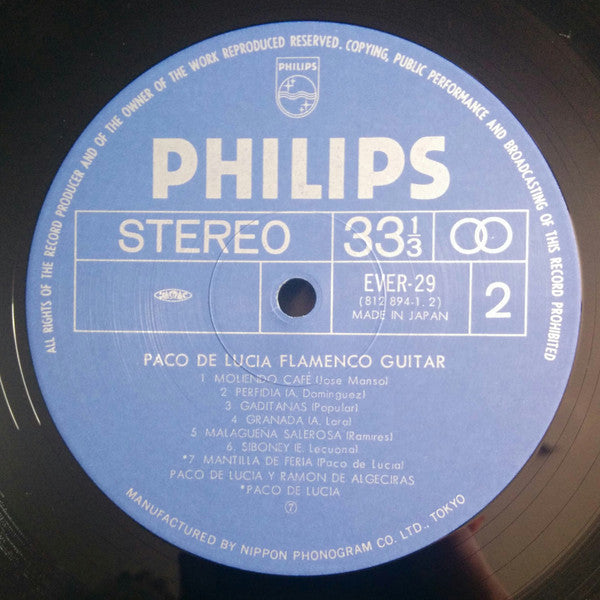 ALL RIGHTS OF THE RECORD PRODUCER AND OF THE OWNER OF THE WORK REPRODUCED RESERVED. COPYING, PUBLIC PERFORMANCE AND BROADCASTING OF THIS RECORD PROHIBITED
PHILIPS
PHILIPS
STEREO
33 1/3
EVER-29
(812 894-1. 2)
MADE IN JAPAN
2
PACO DE LUCIA FLAMENCO GUITAR
1 MOLIENDO CAFÉ (Jose Manso)
2 PERFIDIA (A. Dominguez)
3 GADITANAS (Popular)
4 GRANADA (A. Lara)
5 MALAGUEÑA SALEROSA (Ramires)
6. SIBONEY (E. Lecuona)
*7 MANTILLA DE FERIA (Paco de Lucia)
PACO DE LUCIA Y RAMON DE ALGECIRAS
*PACO DE LUCIA
⑦
MANUFACTURED BY NIPPON PHONOGRAM CO. LTD., TOKYO